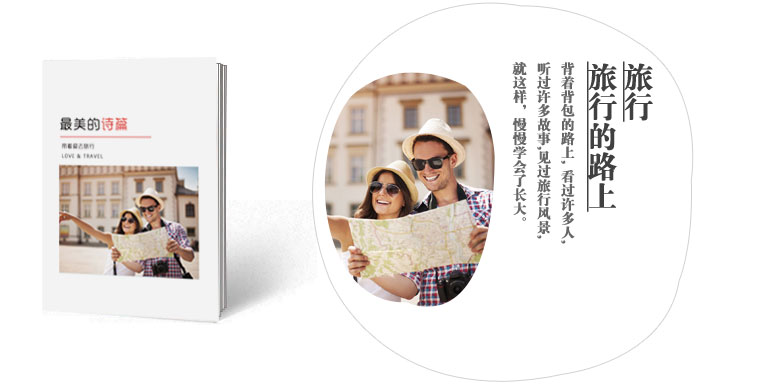 最美的诗篇
带着蒙古旅行
LOVE & TRAVEL
旅行
旅行的路上
背着背包的路上,看过许多人,
听过许多故事,见过旅行风景,
就这样，慢慢学会了长大。